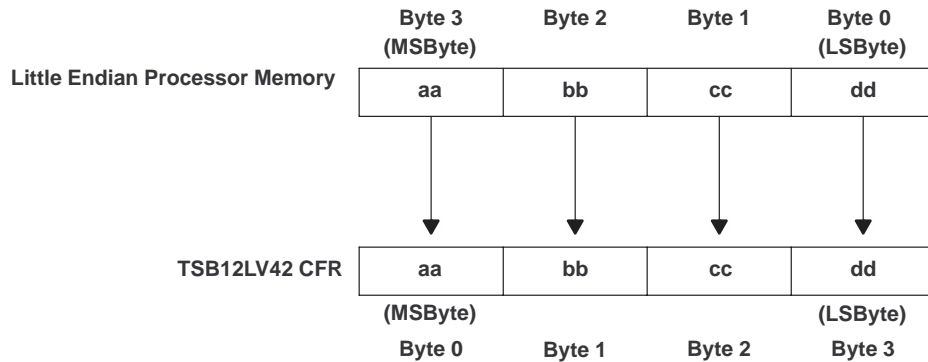 Byte 3 Byte 2 Byte 1 Byte 0
(MSByte) (LSByte)
Little Endian Processor Memory
aa bb cc dd
TSB12LV42 CFR aa bb cc dd
(MSByte) (LSByte)
Byte 0 Byte 1 Byte 2 Byte 3